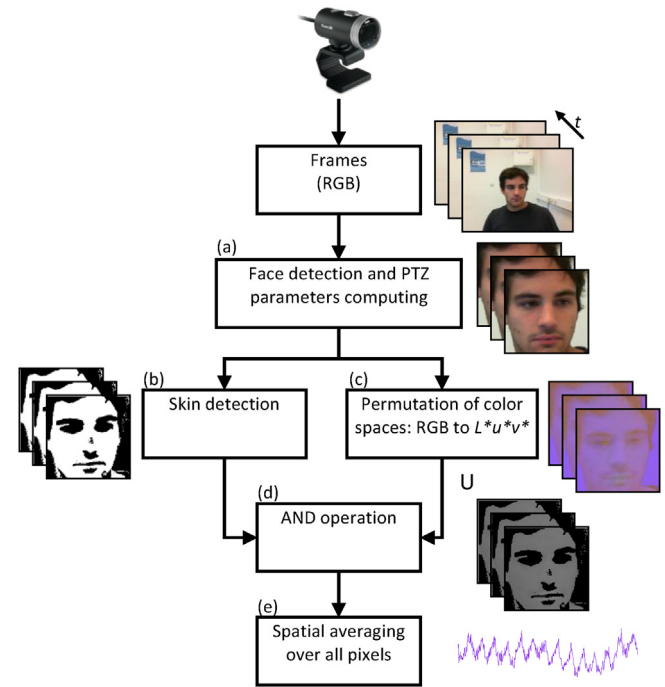 t
Frames
(RGB)
(a)
Face detection and PTZ
parameters computing
(b)
Skin detection
(c)
Permutation of color
spaces: RGB to L*u*v*
U
(d)
AND operation
(e)
Spatial averaging
over all pixels